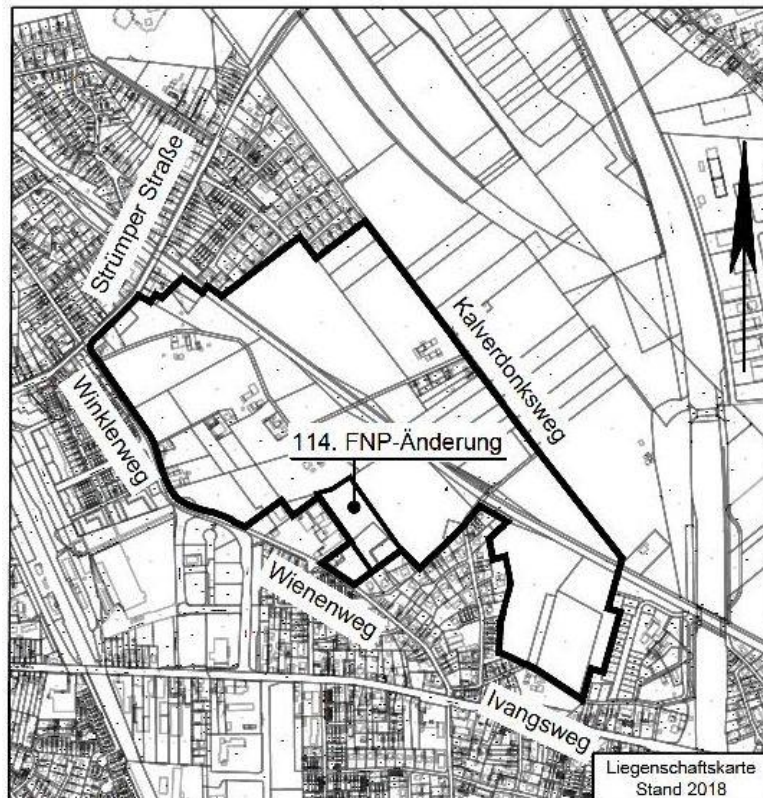 Strümper Straße
Kalverdonksweg
Winklerweg
114. FNP-Änderung
Wienenweg
Ivangsweg
Liegenschaftskarte
Stand 2018